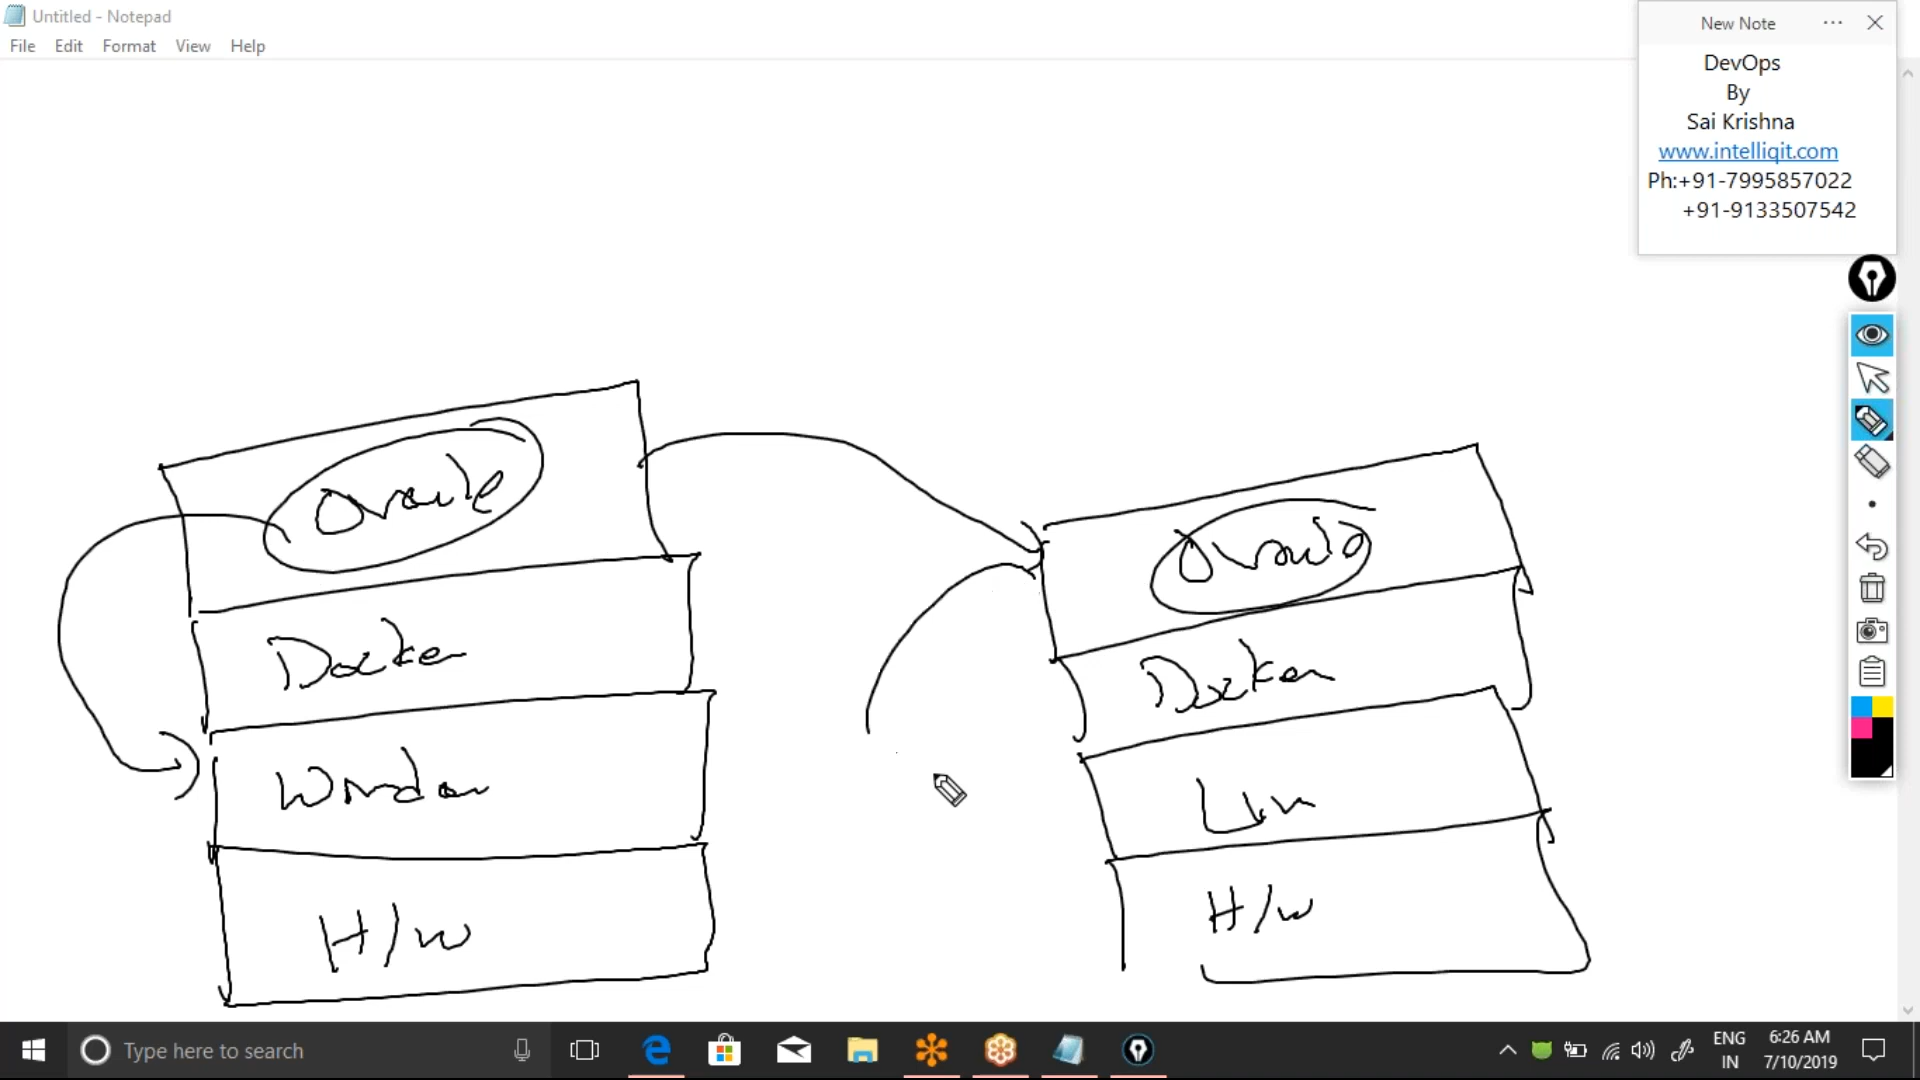 Untitled - Notepad
File Edit Format View Help
New Note
DevOps
By
Sai Krishna
www.intelliqit.com
Ph:+91-7995857022
+91-9133507542
Oracle
Docker
Window
H/w
Oracle
Docker
Lin
H/w
Type here to search
ENG
IN
6:26 AM
7/10/2019